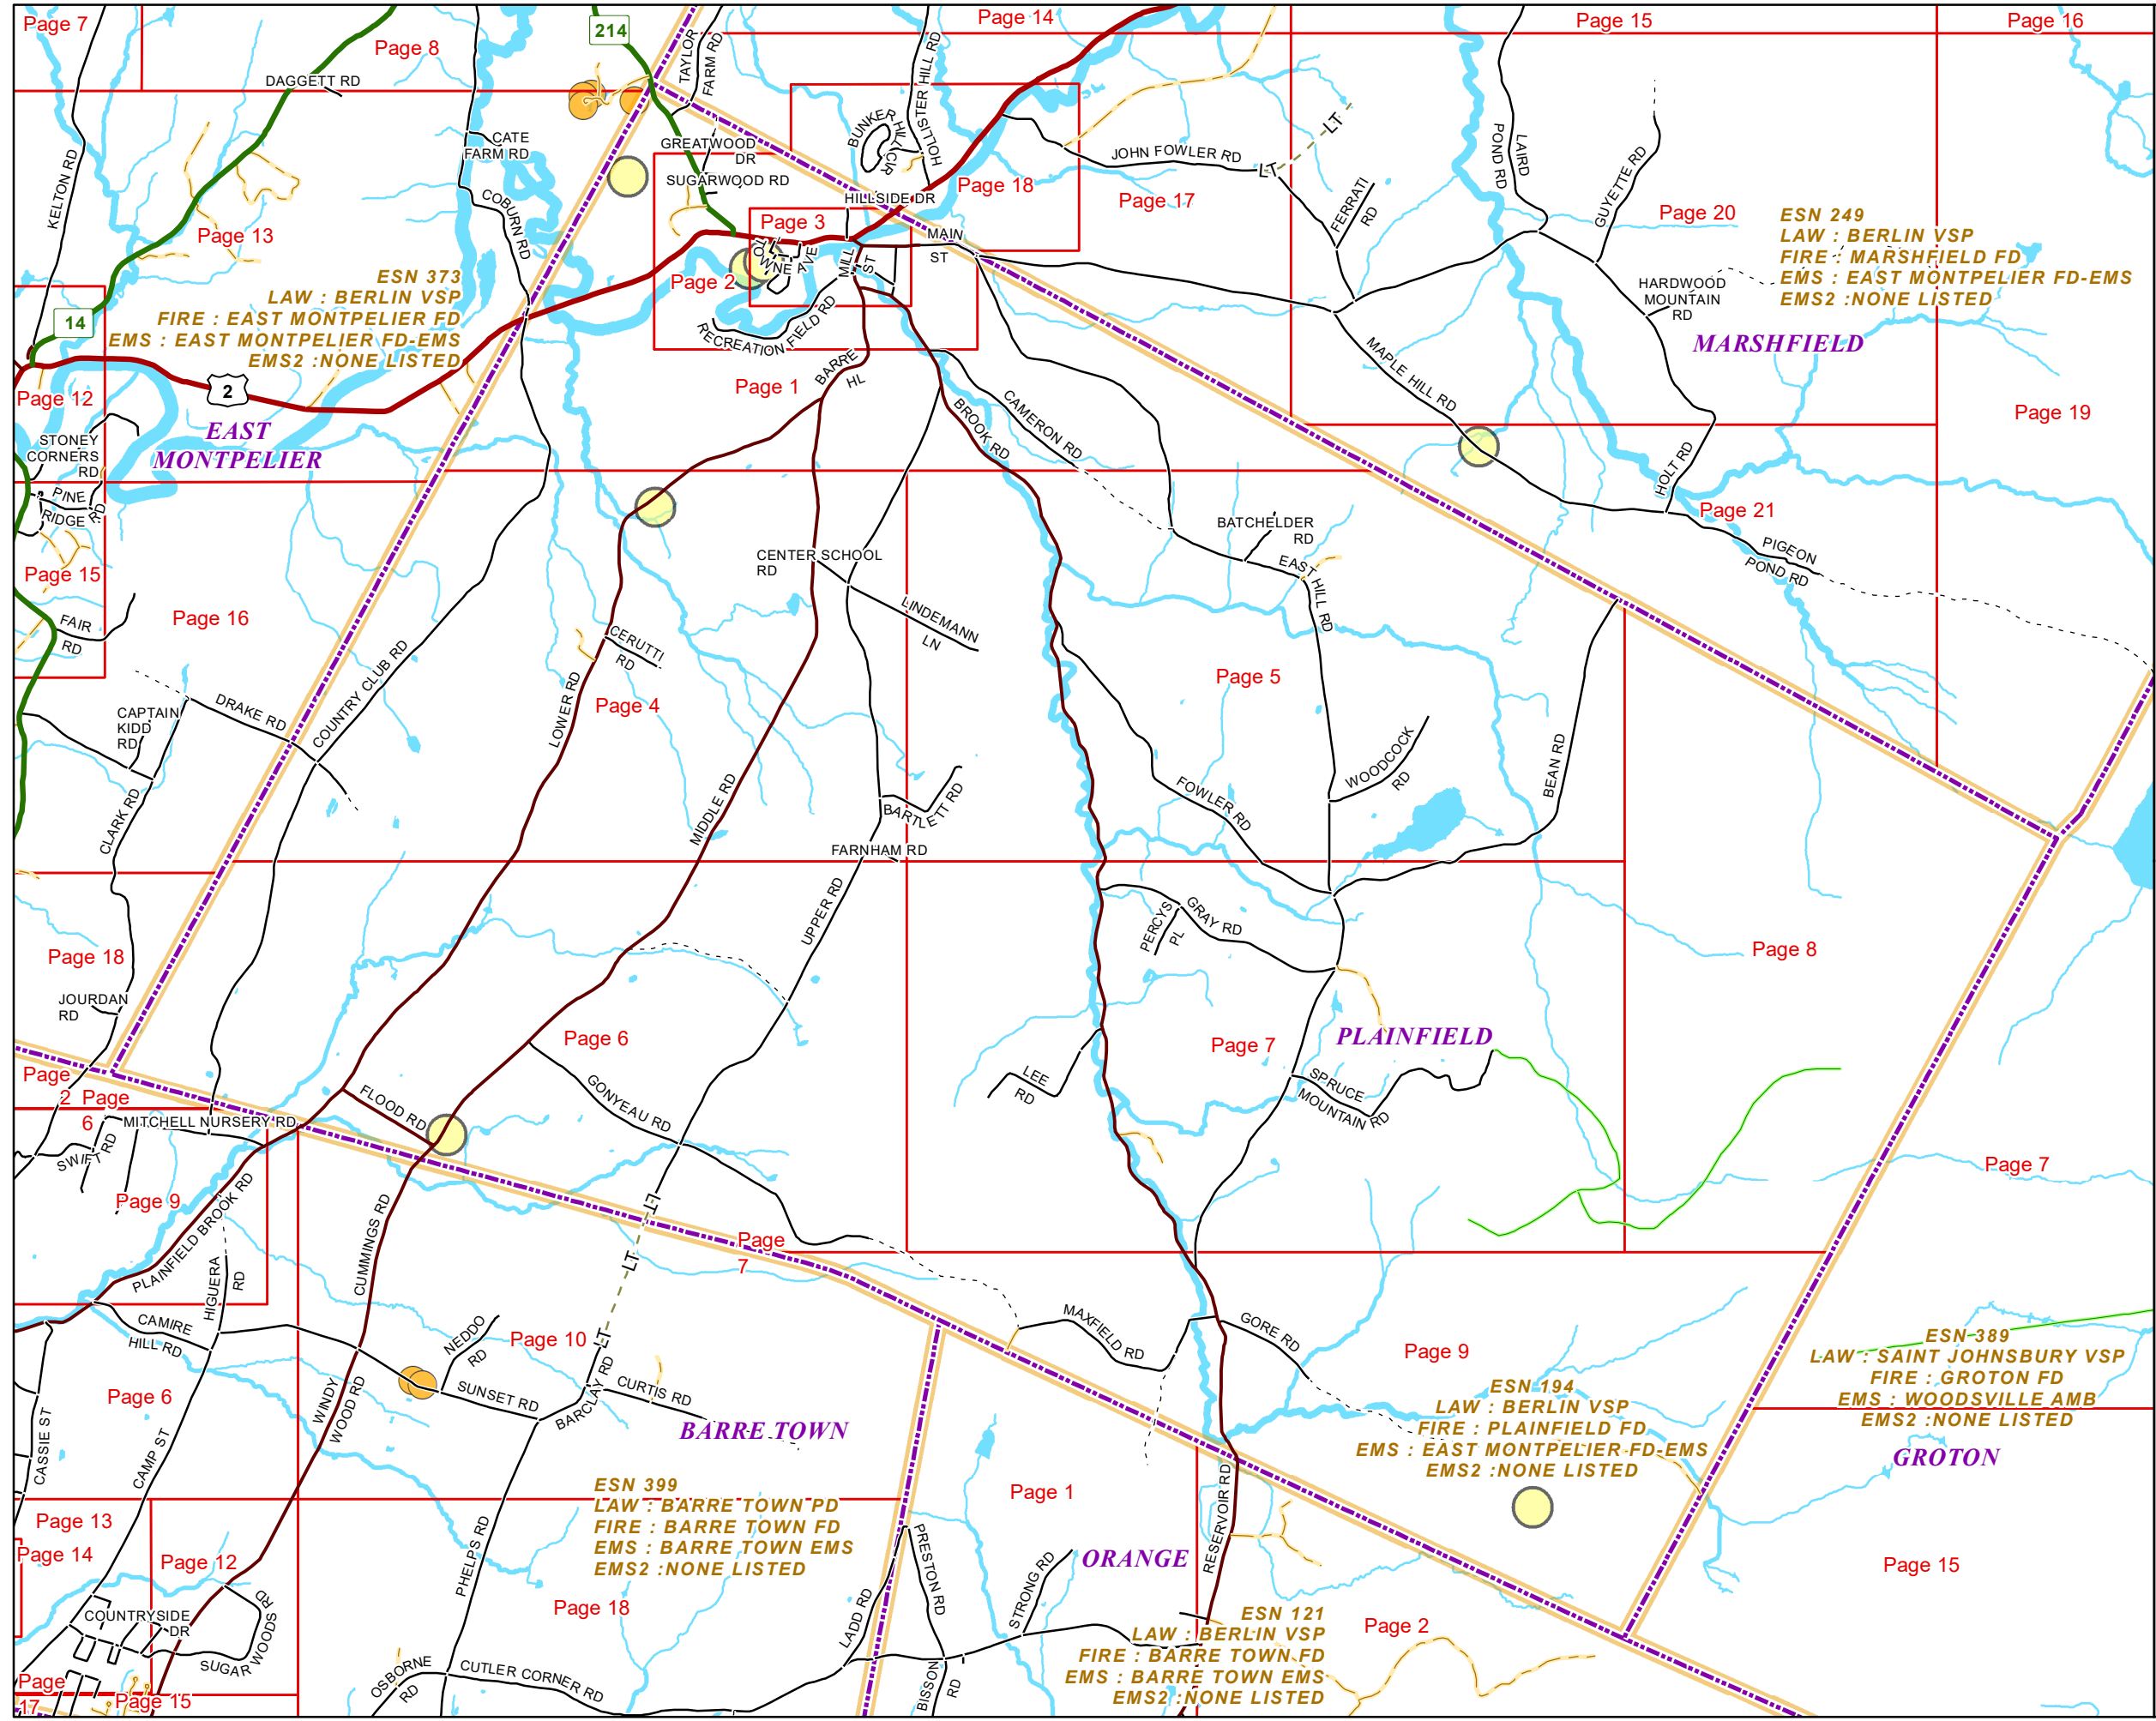 Page 7
Page 8
214
TAYLOR
FARM RD
Page 14
Page 15
Page 16
DAGGETT RD
KELTON RD
CATE
FARM RD
COBURN RD
GREATWOOD
DR
SUGARWOOD RD
BUNKER HILL CIR
HOLLISTER HILL RD
HILLSIDE DR
Page 18
JOHN FOWLER RD
LT
LT
Page 17
FERRATI
RD
LAIRD
POND RD
GUYETTE RD
Page 20
ESN 249
LAW : BERLIN VSP
FIRE : MARSHFIELD FD
EMS : EAST MONTPELIER FD-EMS
EMS2 :NONE LISTED
Page 13
Page 3
MAIN
ST
TOWNE AVE
LT
MILL
ST
Page 2
RECREATION FIELD RD
HARDWOOD
MOUNTAIN
RD
MARSHFIELD
ESN 373
LAW : BERLIN VSP
FIRE : EAST MONTPELIER FD
EMS : EAST MONTPELIER FD-EMS
EMS2 :NONE LISTED
14
2
Page 12
EAST
MONTPELIER
STONEY
CORNERS
RD
PINE
RIDGE RD
Page 1
BARRE
HL
BROOK RD
CAMERON RD
MAPLE HILL RD
Page 19
HOLT RD
Page 21
PIGEON
POND RD
Page 15
Page 16
FAIR
RD
CENTER SCHOOL
RD
LINDEMANN
LN
BATCHELDER
RD
EAST HILL RD
CERUTTI
RD
LOWER RD
Page 4
Page 5
CAPTAIN
KIDD
RD
DRAKE RD
COUNTRY CLUB RD
CLARK RD
MIDDLE RD
BARTLETT RD
FARNHAM RD
FOWLER RD
WOODCOCK
RD
BEAN RD
UPPER RD
PERCYS
PL
GRAY RD
Page 8
Page 18
JOURDAN
RD
Page 6
Page 7
PLAINFIELD
LEE
RD
SPRUCE
MOUNTAIN RD
GONYEAU RD
FLOOD RD
Page
2
Page
6
MITCHELL NURSERY RD
SWIFT RD
Page 9
PLAINFIELD BROOK RD
HIGUERA
RD
CUMMINGS RD
LT
LT
LT
Page
7
Page 7
CAMIRE
HILL RD
NEDDO
RD
Page 10
MAXFIELD RD
GORE RD
Page 9
ESN 389
LAW : SAINT JOHNSBURY VSP
FIRE : GROTON FD
EMS : WOODSVILLE AMB
EMS2 :NONE LISTED
GROTON
ESN 194
LAW : BERLIN VSP
FIRE : PLAINFIELD FD
EMS : EAST MONTPELIER FD-EMS
EMS2 :NONE LISTED
Page 6
CASSIE ST
CAMP ST
WINDY
WOOD RD
SUNSET RD
BARCLAY RD
CURTIS RD
BARRE TOWN
ESN 399
LAW : BARRE TOWN PD
FIRE : BARRE TOWN FD
EMS : BARRE TOWN EMS
EMS2 :NONE LISTED
Page 1
RESERVOIR RD
Page 13
Page 14
Page 12
PHELPS RD
Page 18
PRESTON RD
LADD RD
STRONG RD
ORANGE
Page 15
COUNTRYSIDE
DR
SUGAR WOODS RD
ESN 121
LAW : BERLIN VSP
FIRE : BARRE TOWN FD
EMS : BARRE TOWN EMS
EMS2 :NONE LISTED
Page 2
Page
17
Page 15
OSBORNE
RD
CUTLER CORNER RD
BISSON
RD